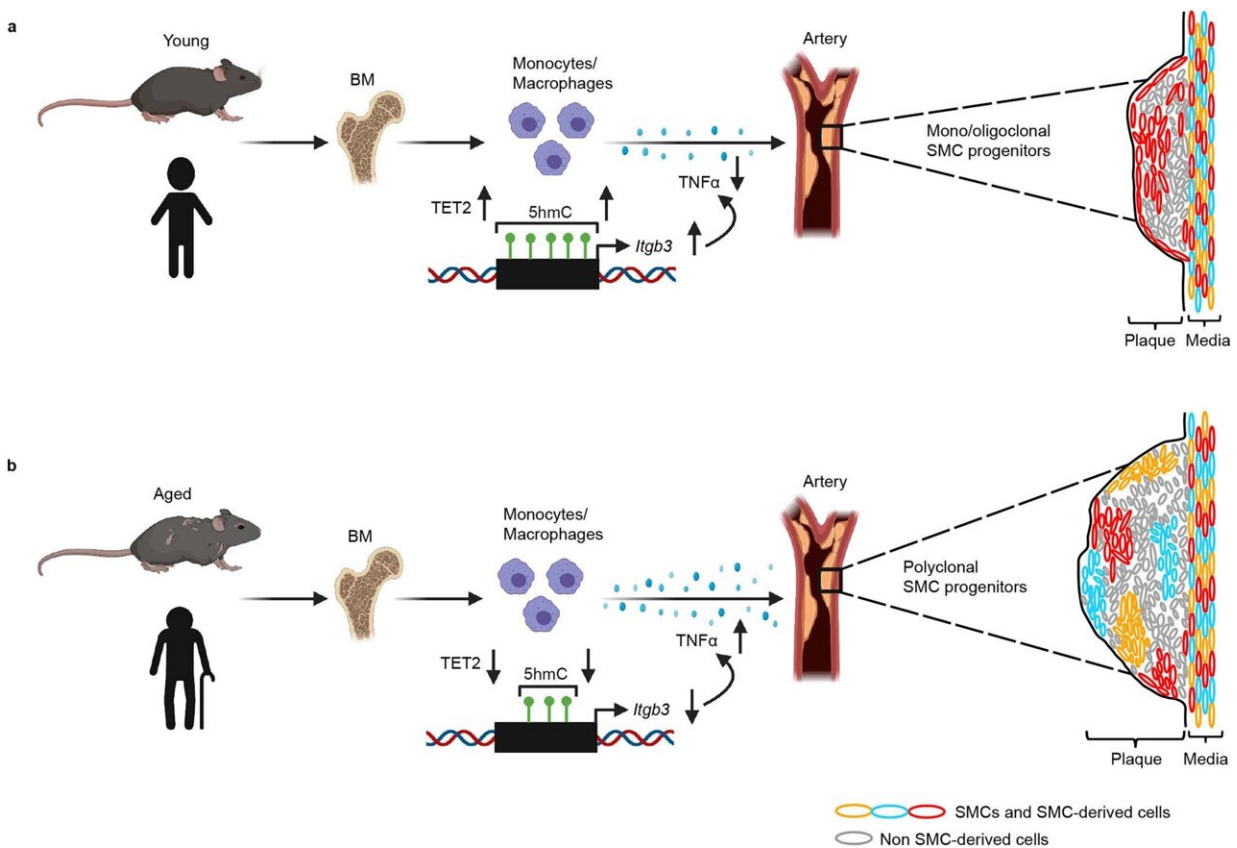 a
Young
BM
Monocytes/
Macrophages
Artery
TET2
5hmC
Itgb3
TNFα
Mono/oligoclonal
SMC progenitors
Plaque
Media
b
Aged
BM
Monocytes/
Macrophages
Artery
TET2
5hmC
Itgb3
TNFα
Polyclonal
SMC progenitors
Plaque
Media
SMCs and SMC-derived cells
Non SMC-derived cells